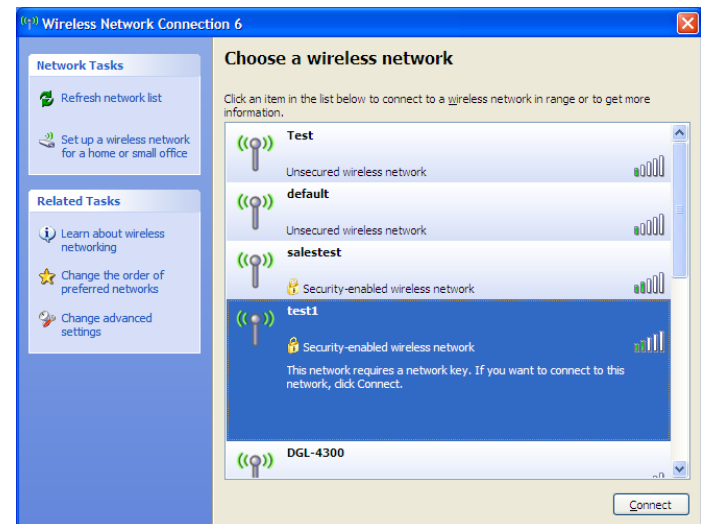 Wireless Network Connection 6
Network Tasks
Refresh network list
Set up a wireless network
for a home or small office
Related Tasks
Learn about wireless
networking
Change the order of
preferred networks
Change advanced
settings
Choose a wireless network
Click an item in the list below to connect to a wireless network in range or to get more
information.
Test
Unsecured wireless network
default
Unsecured wireless network
salestest
Security-enabled wireless network
test1
Security-enabled wireless network
This network requires a network key. If you want to connect to this
network, click Connect.
DGL-4300
Connect